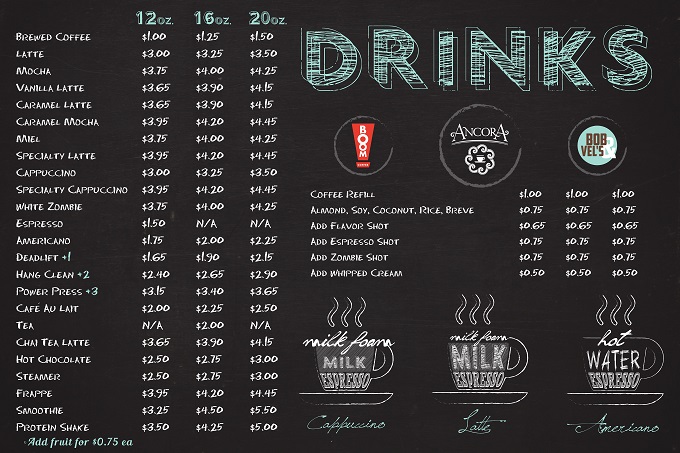 12oz. 16oz. 20oz.
Brewed Coffee $1.00 $1.25 $1.50
Latte $3.00 $3.25 $3.50
Mocha $3.75 $4.00 $4.25
Vanilla Latte $3.65 $3.90 $4.15
Caramel Latte $3.65 $3.90 $4.15
Caramel Mocha $3.95 $4.20 $4.45
Miel $3.75 $4.00 $4.25
Specialty Latte $3.95 $4.20 $4.45
Cappuccino $3.00 $3.25 $3.50
Specialty Cappuccino $3.95 $4.20 $4.45
White Zombie $3.75 $4.00 $4.25
Espresso $1.50 N/A N/A
Americano $1.75 $2.00 $2.25
Deadlift +1 $1.65 $1.90 $2.15
Hang Clean +2 $2.40 $2.65 $2.90
Power Press +3 $3.15 $3.40 $3.65
Café Au Lait $2.00 $2.25 $2.50
Tea N/A $2.00 N/A
Chai Tea Latte $3.65 $3.90 $4.15
Hot Chocolate $2.50 $2.75 $3.00
Steamer $2.50 $2.75 $3.00
Frappe $3.95 $4.20 $4.45
Smoothie $3.25 $4.50 $5.50
Protein Shake $3.50 $4.25 $5.00
Add fruit for $0.75 ea
DRINKS
BOOM
ANCORA
BOB & VEL'S
Coffee Refill $1.00 $1.00 $1.00
Almond, Soy, Coconut, Rice, Breve $0.75 $0.75 $0.75
Add Flavor Shot $0.65 $0.65 $0.65
Add Espresso Shot $0.75 $0.75 $0.75
Add Zombie Shot $0.75 $0.75 $0.75
Add Whipped Cream $0.50 $0.50 $0.50
milk foam
MILK
ESPRESSO
Cappuccino
milk foam
MILK
ESPRESSO
Latte
hot
WATER
ESPRESSO
Americano